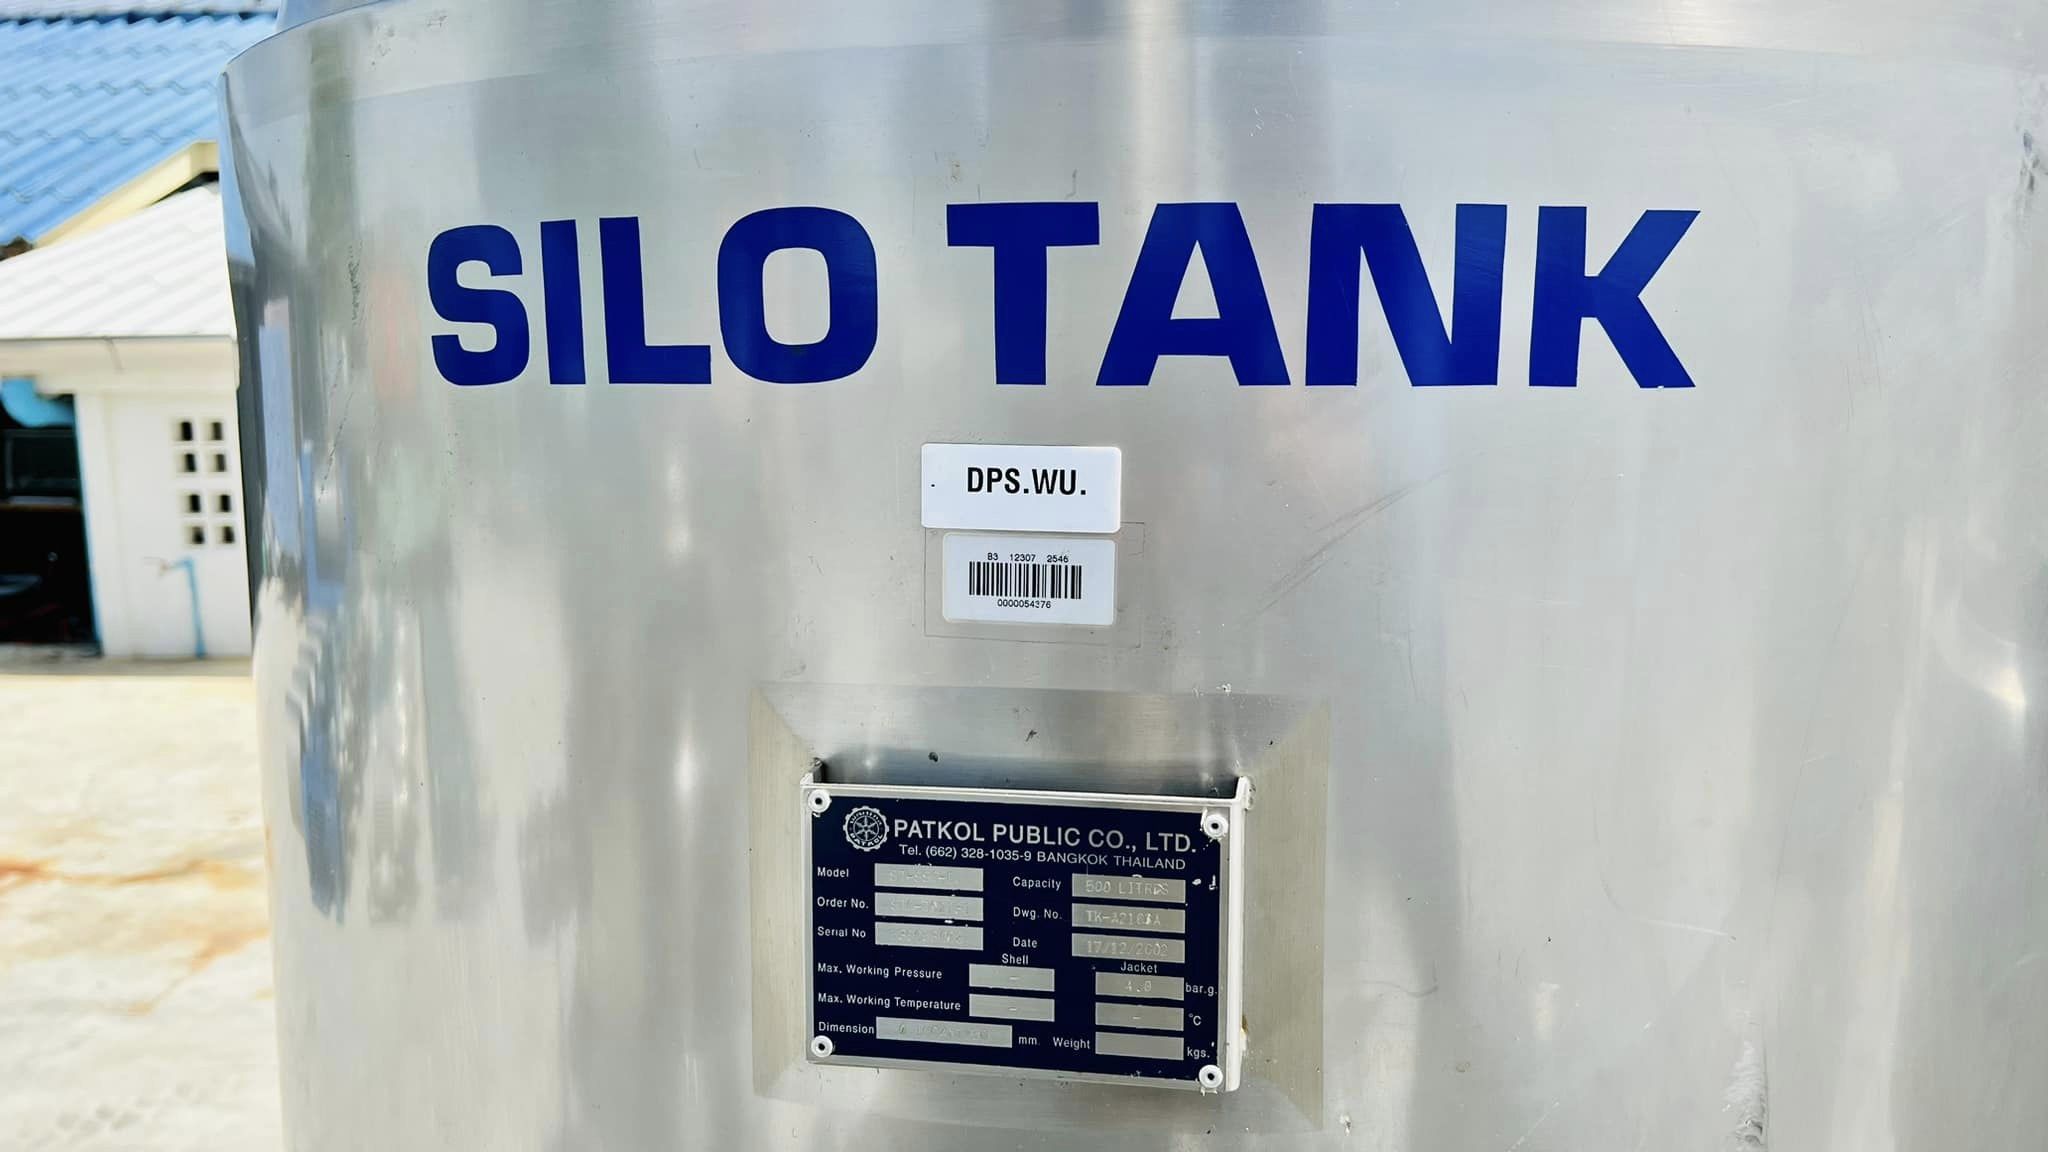 SILO TANK
DPS.WU.
B3 12307 2546
0000054376
PATKOL PUBLIC CO., LTD.
Tel. (662) 328-1035-9 BANGKOK THAILAND
Model
Capacity 500 LITRES
Order No.
Dwg. No.
Serial No
Date 17/12/2002
Shell
Jacket
Max. Working Pressure - 4.0 bar.g.
Max. Working Temperature - - °C
Dimension mm. Weight kgs.